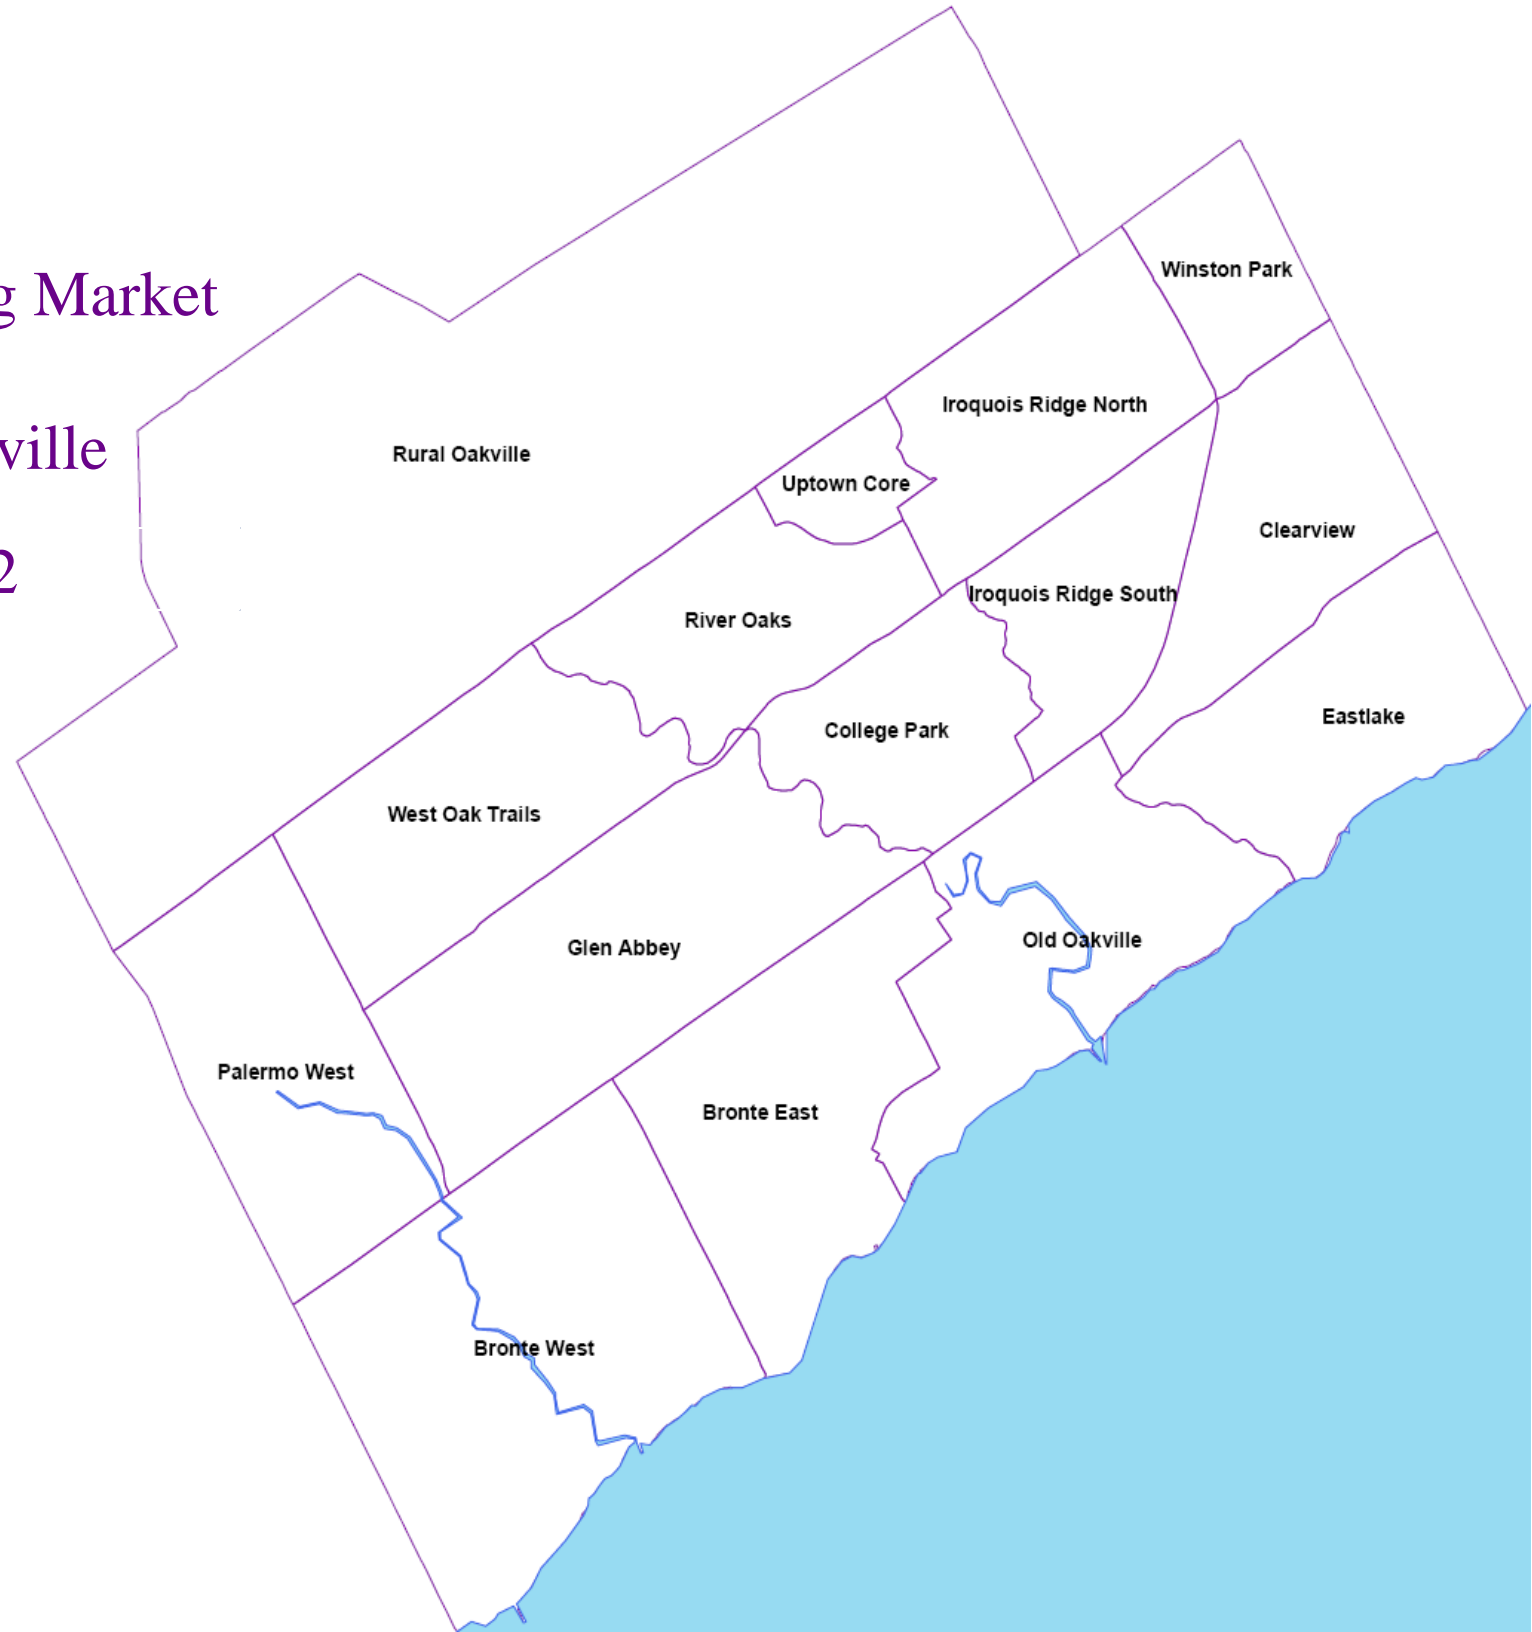 g Market
ville
2
Winston Park
Iroquois Ridge North
Rural Oakville
Uptown Core
Clearview
Iroquois Ridge South
River Oaks
Eastlake
College Park
West Oak Trails
Old Oakville
Glen Abbey
Palermo West
Bronte East
Bronte West